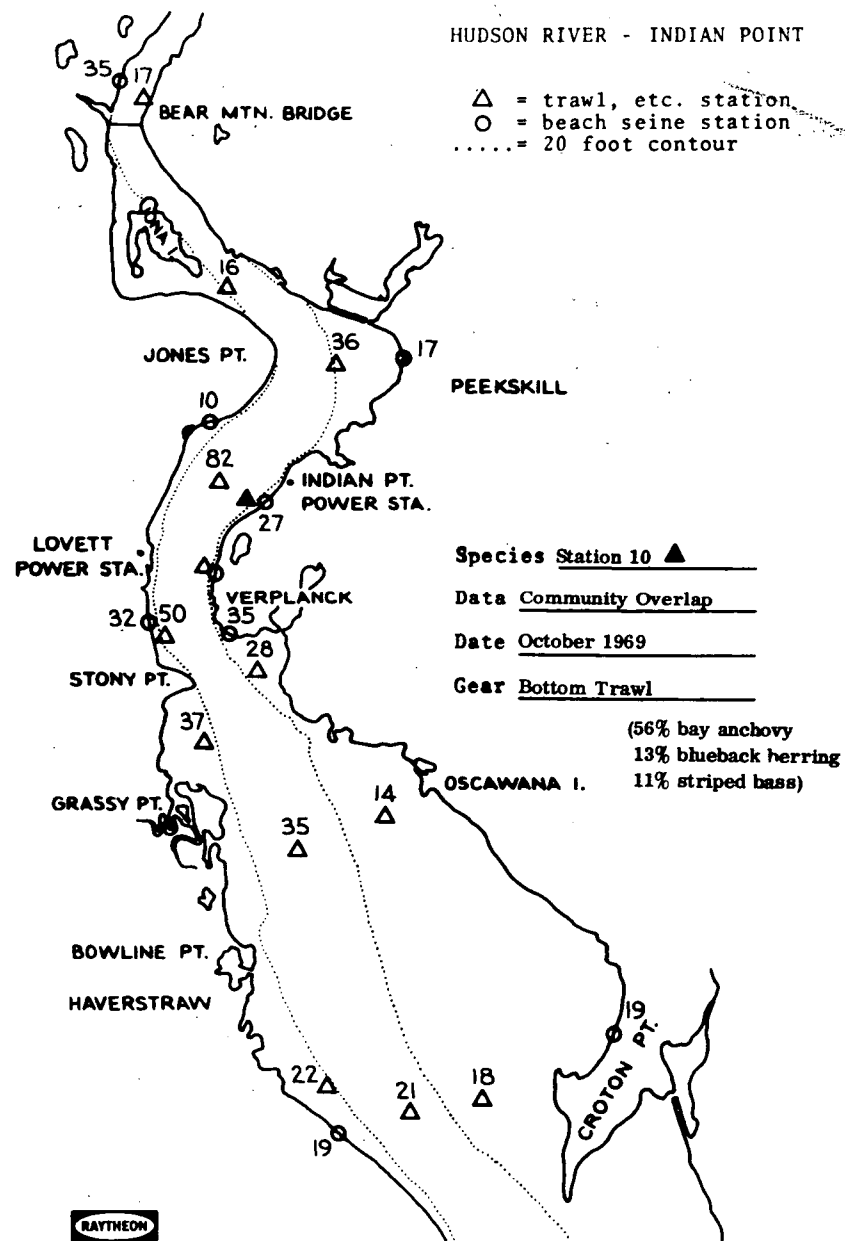 HUDSON RIVER - INDIAN POINT
△ = trawl, etc. station
○ = beach seine station
.....= 20 foot contour
35
17
BEAR MTN. BRIDGE
16
36
17
JONES PT.
PEEKSKILL
10
82
INDIAN PT.
POWER STA.
27
LOVETT
POWER STA.
VERPLANCK
32
50
35
28
STONY PT.
37
Species Station 10 ▲
Data Community Overlap
Date October 1969
Gear Bottom Trawl
(56% bay anchovy
13% blueback herring
11% striped bass)
OSCAWANA I.
GRASSY PT.
14
35
BOWLINE PT.
HAVERSTRAW
19
CROTON PT.
22
21
18
19
RAYTHEON